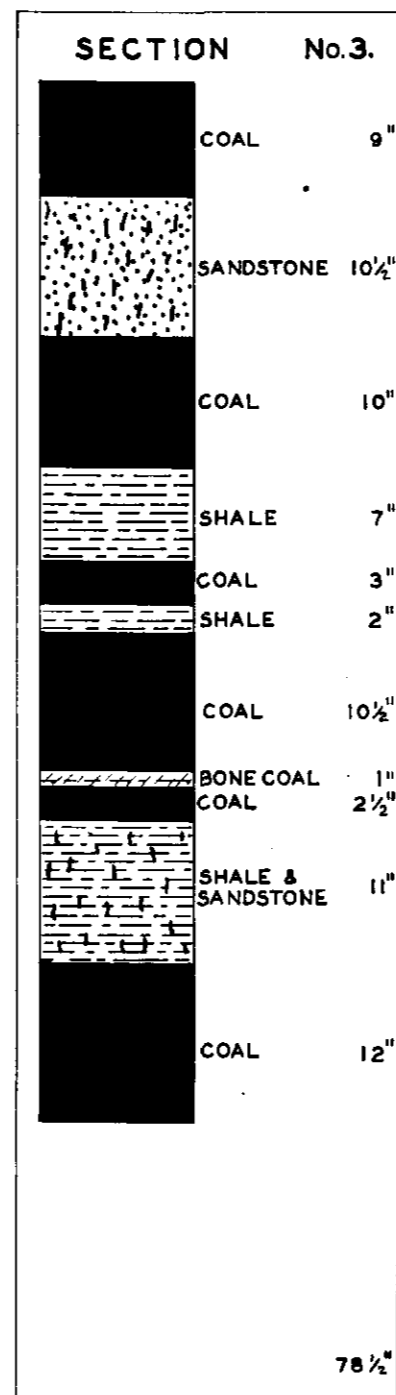 SECTION No.3.
COAL 9"
SANDSTONE 10½"
COAL 10"
SHALE 7"
COAL 3"
SHALE 2"
COAL 10½"
BONE COAL 1"
COAL 2½"
SHALE &
SANDSTONE 11"
COAL 12"
78½"